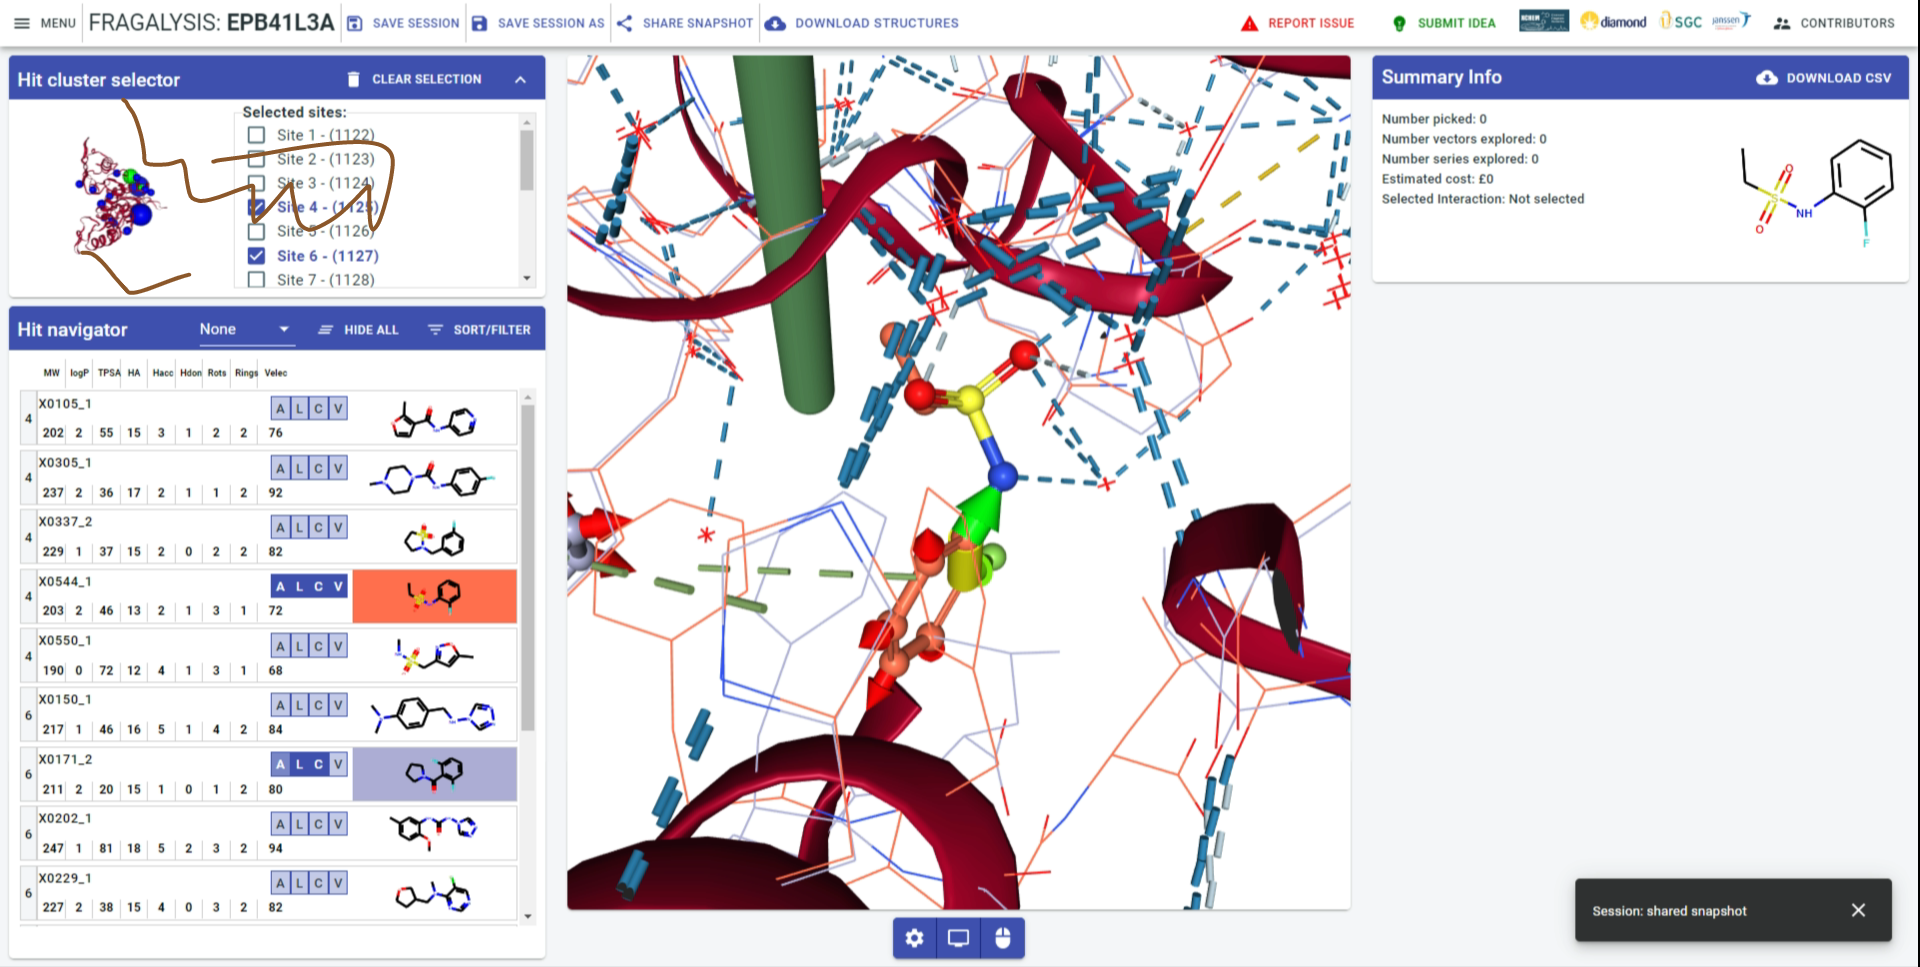 MENU
FRAGALYSIS: EPB41L3A
SAVE SESSION
SAVE SESSION AS
SHARE SNAPSHOT
DOWNLOAD STRUCTURES
REPORT ISSUE
SUBMIT IDEA
diamond
SGC
janssen
CONTRIBUTORS
Hit cluster selector
CLEAR SELECTION
Selected sites:
Site 1 - (1122)
Site 2 - (1123)
Site 3 - (1124)
Site 4 - (1125)
Site 5 - (1126)
Site 6 - (1127)
Site 7 - (1128)
Hit navigator
None
HIDE ALL
SORT/FILTER
MW logP TPSA HA Hacc Hdon Rots Rings Velec
4 X0105_1 A L C V
202 2 55 15 3 1 2 2 76
4 X0305_1 A L C V
237 2 36 17 2 1 1 2 92
4 X0337_2 A L C V
229 1 37 15 2 0 2 2 82
4 X0544_1 A L C V
203 2 46 13 2 1 3 1 72
4 X0550_1 A L C V
190 0 72 12 4 1 3 1 68
6 X0150_1 A L C V
217 1 46 16 5 1 4 2 84
6 X0171_2 A L C V
211 2 20 15 1 0 1 2 80
6 X0202_1 A L C V
247 1 81 18 5 2 3 2 94
6 X0229_1 A L C V
227 2 38 15 4 0 3 2 82
Summary Info
DOWNLOAD CSV
Number picked: 0
Number vectors explored: 0
Number series explored: 0
Estimated cost: £0
Selected Interaction: Not selected
O
S
O
NH
F
Session: shared snapshot